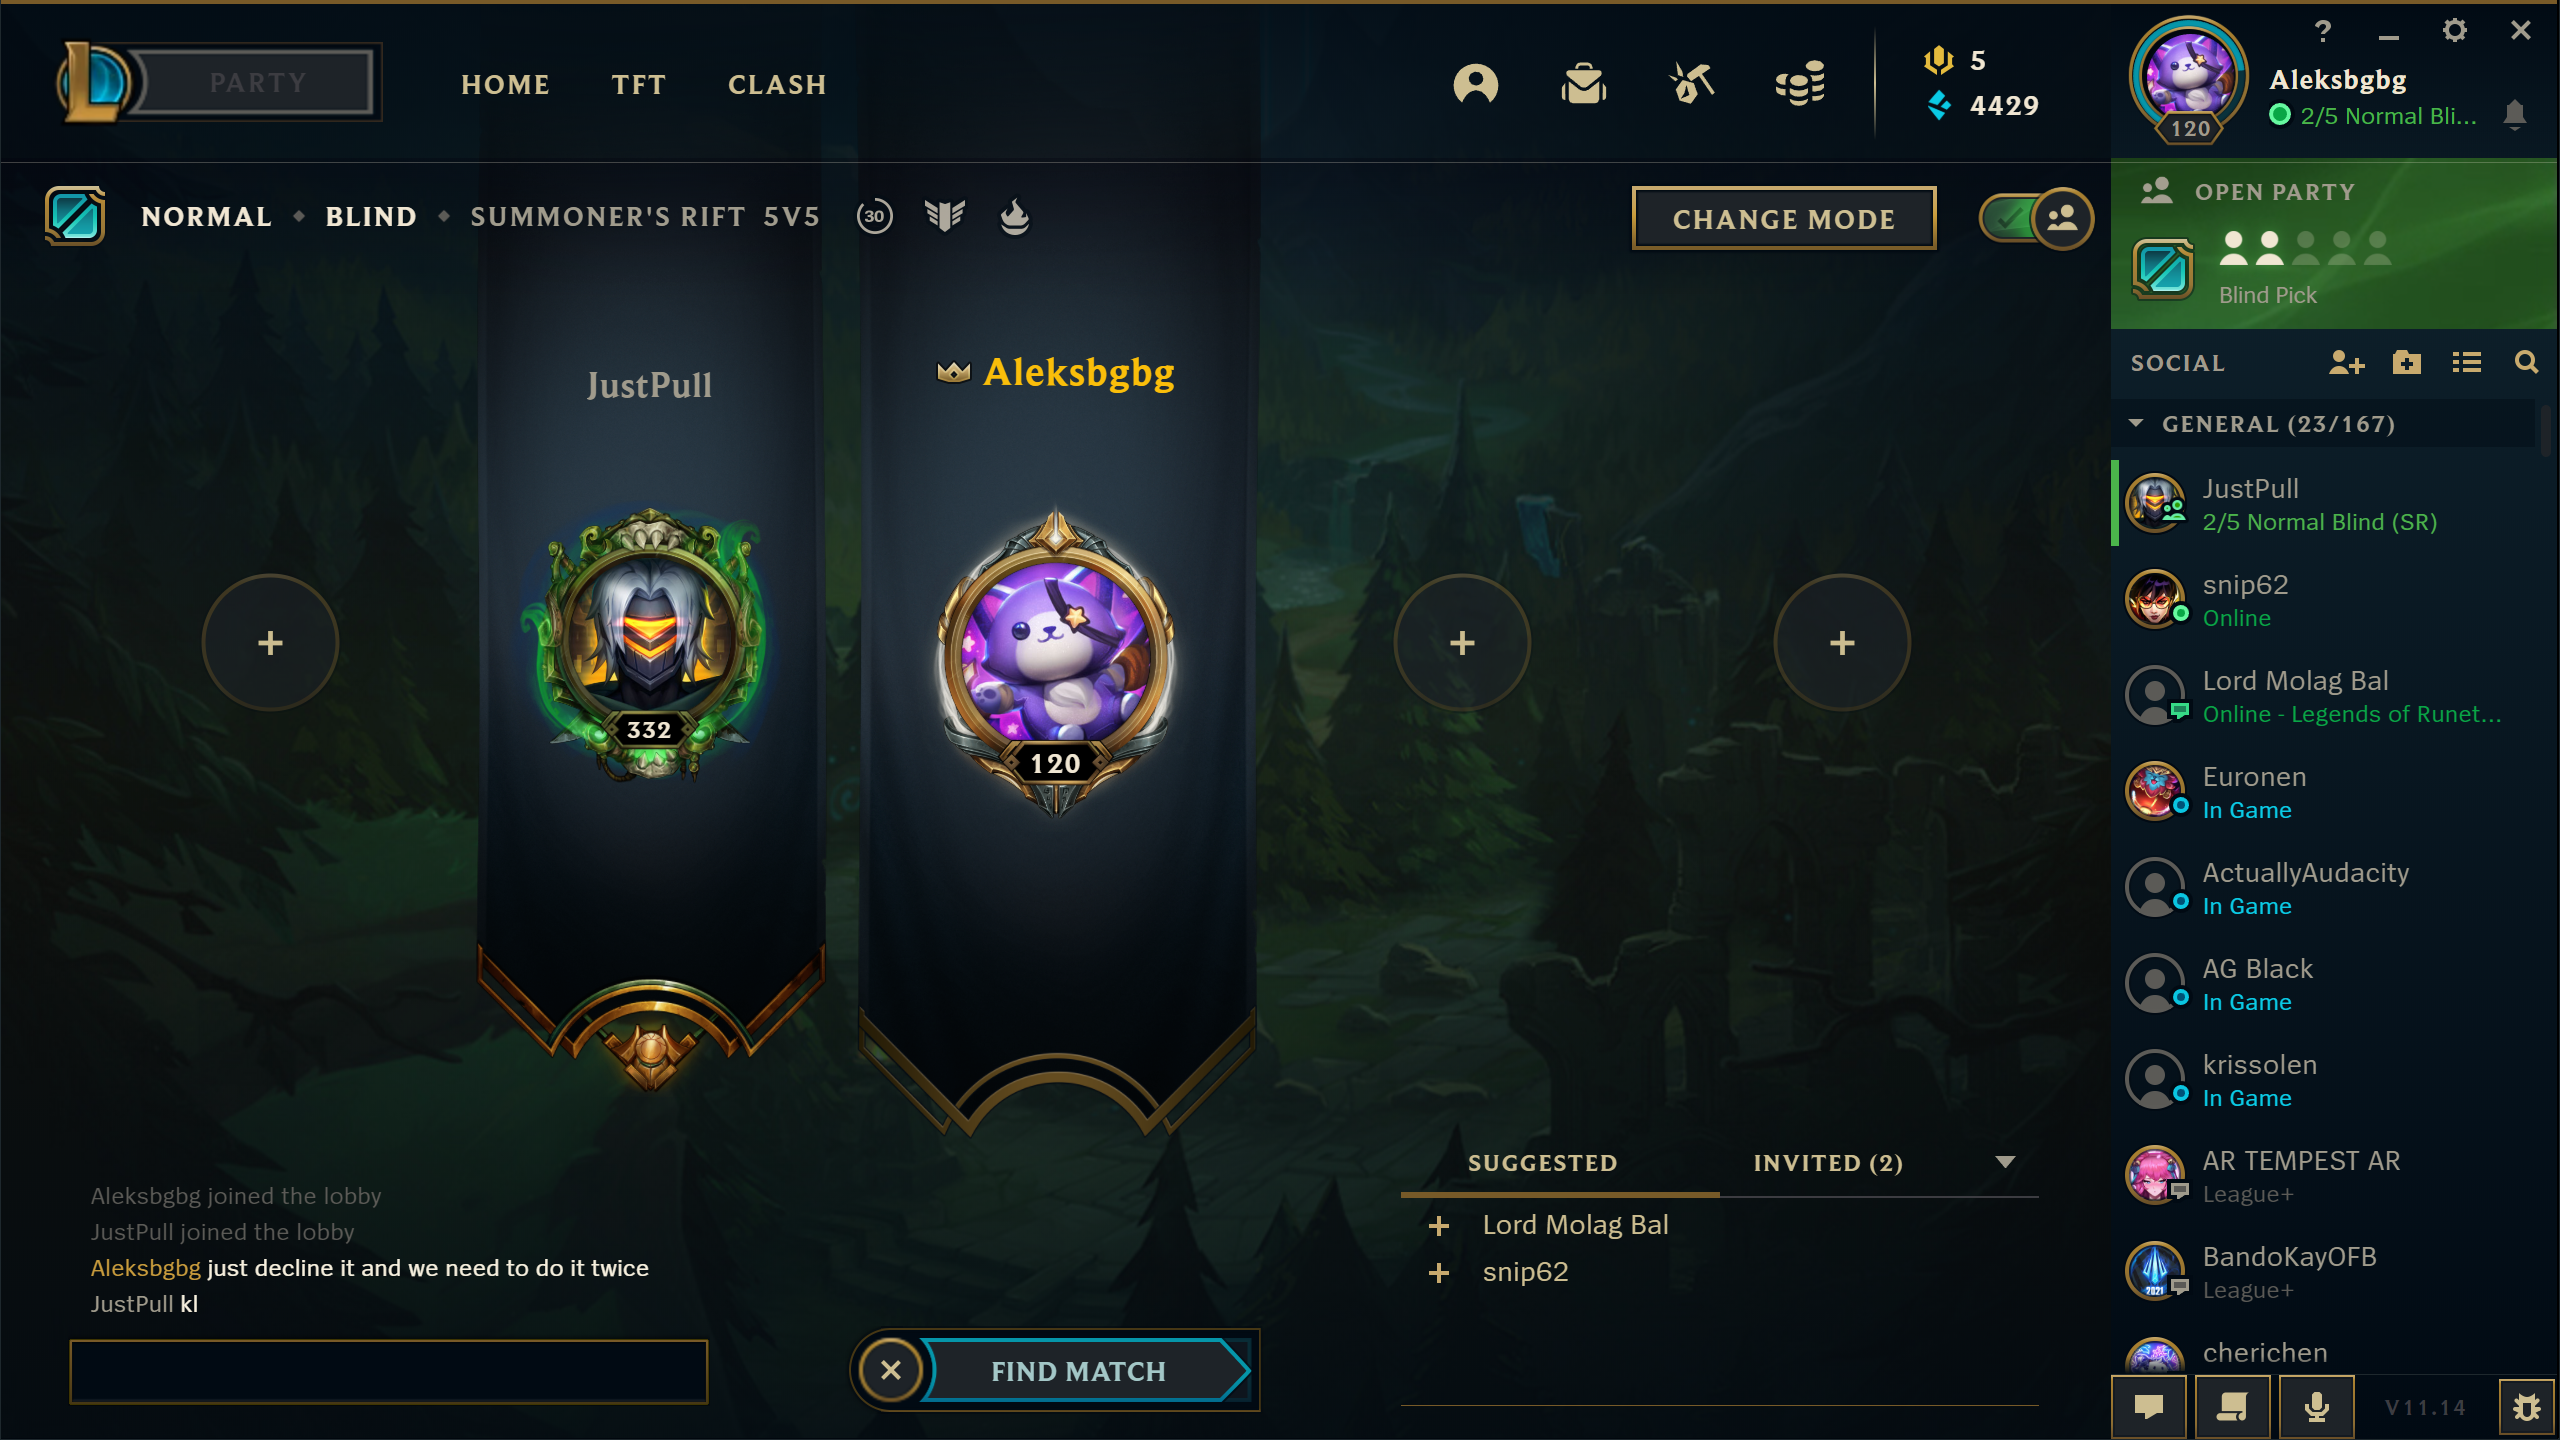 PARTY
HOME
TFT
CLASH
5
4429
?
Aleksbgbg
2/5 Normal Bli...
120
NORMAL
BLIND
SUMMONER'S RIFT 5V5
30
CHANGE MODE
OPEN PARTY
Blind Pick
JustPull
332
Aleksbgbg
120
SOCIAL
GENERAL (23/167)
JustPull
2/5 Normal Blind (SR)
snip62
Online
Lord Molag Bal
Online - Legends of Runet...
Euronen
In Game
ActuallyAudacity
In Game
AG Black
In Game
krissolen
In Game
AR TEMPEST AR
League+
BandoKayOFB
League+
2021
cherichen
Aleksbgbg joined the lobby
JustPull joined the lobby
Aleksbgbg just decline it and we need to do it twice
JustPull kl
FIND MATCH
SUGGESTED
INVITED (2)
Lord Molag Bal
snip62
V11.14